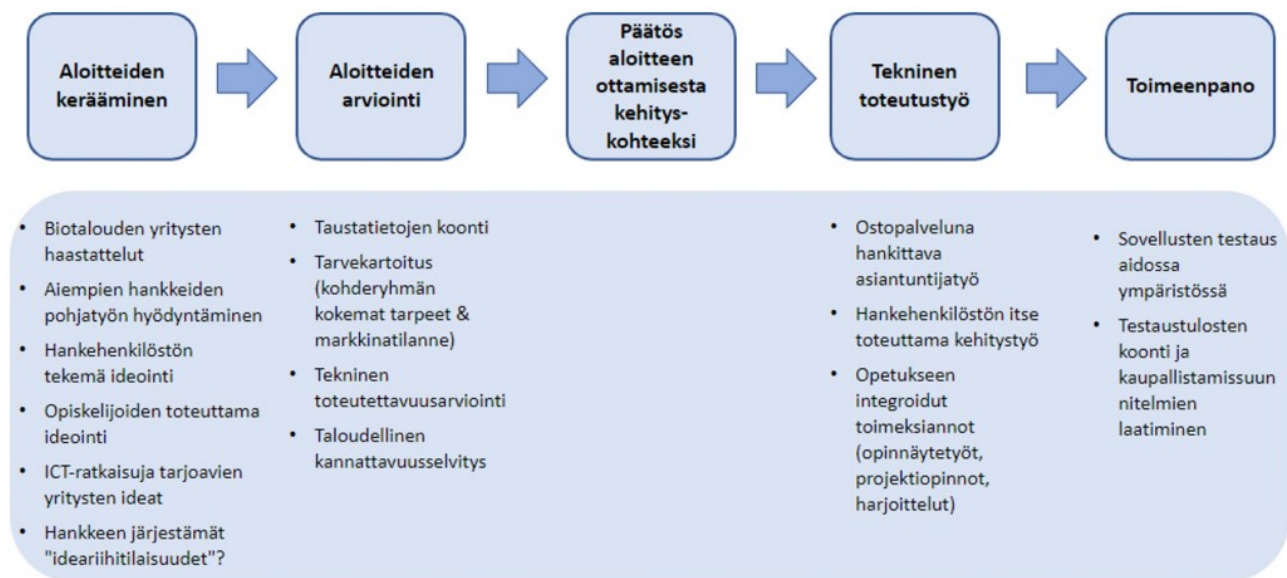 Aloitteiden
kerääminen
Aloitteiden
arviointi
Päätös
aloitteen
ottamisesta
kehitys-
kohteeksi
Tekninen
toteutustyö
Toimeenpano
• Biotalouden yritysten
haastattelut
• Aiempien hankkeiden
pohjatyön hyödyntäminen
• Hankehenkilöstön
tekemä ideointi
• Opiskelijoiden toteuttama
ideointi
• ICT-ratkaisuja tarjoavien
yritysten ideat
• Hankkeen järjestämät
"ideariihitilaisuudet"?
• Taustatietojen koonti
• Tarvekartoitus
(kohderyhmän
kokemat tarpeet &
markkinatilanne)
• Tekninen
toteutettavuusarviointi
• Taloudellinen
kannattavuusselvitys
• Ostopalveluna
hankittava
asiantuntijatyö
• Hankehenkilöstön itse
toteuttama kehitystyö
• Opetukseen
integroidut
toimeksiannot
(opinnäytetyöt,
projektiopinnot,
harjoittelut)
• Sovellusten testaus
aidossa
ympäristössä
• Testaustulosten
koonti ja
kaupallistamissuun
nitelmien
laatiminen